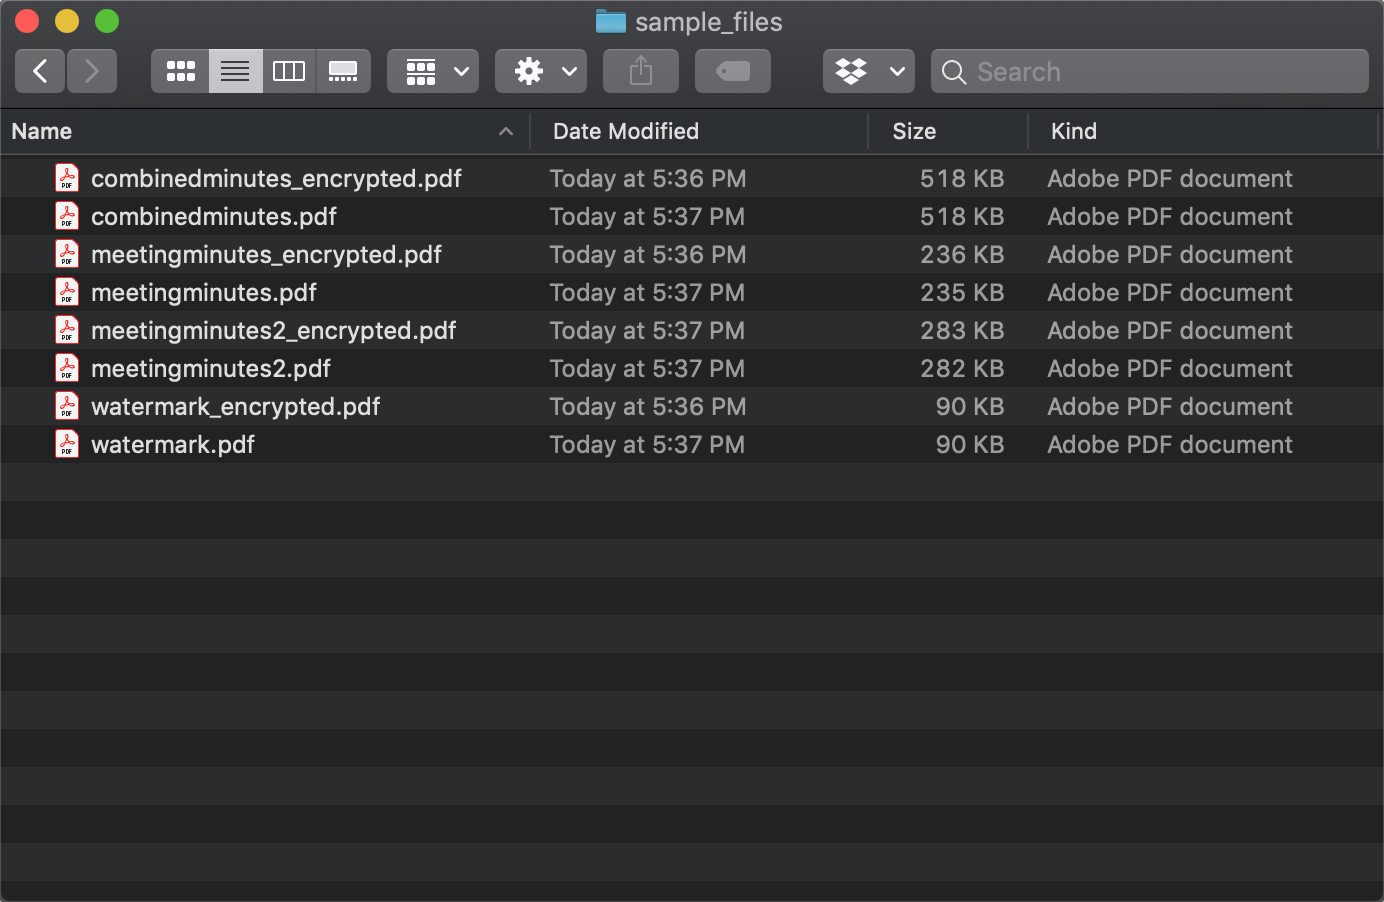 sample_files
Search
Name Date Modified Size Kind
combinedminutes_encrypted.pdf Today at 5:36 PM 518 KB Adobe PDF document
combinedminutes.pdf Today at 5:37 PM 518 KB Adobe PDF document
meetingminutes_encrypted.pdf Today at 5:36 PM 236 KB Adobe PDF document
meetingminutes.pdf Today at 5:37 PM 235 KB Adobe PDF document
meetingminutes2_encrypted.pdf Today at 5:37 PM 283 KB Adobe PDF document
meetingminutes2.pdf Today at 5:37 PM 282 KB Adobe PDF document
watermark_encrypted.pdf Today at 5:36 PM 90 KB Adobe PDF document
watermark.pdf Today at 5:37 PM 90 KB Adobe PDF document